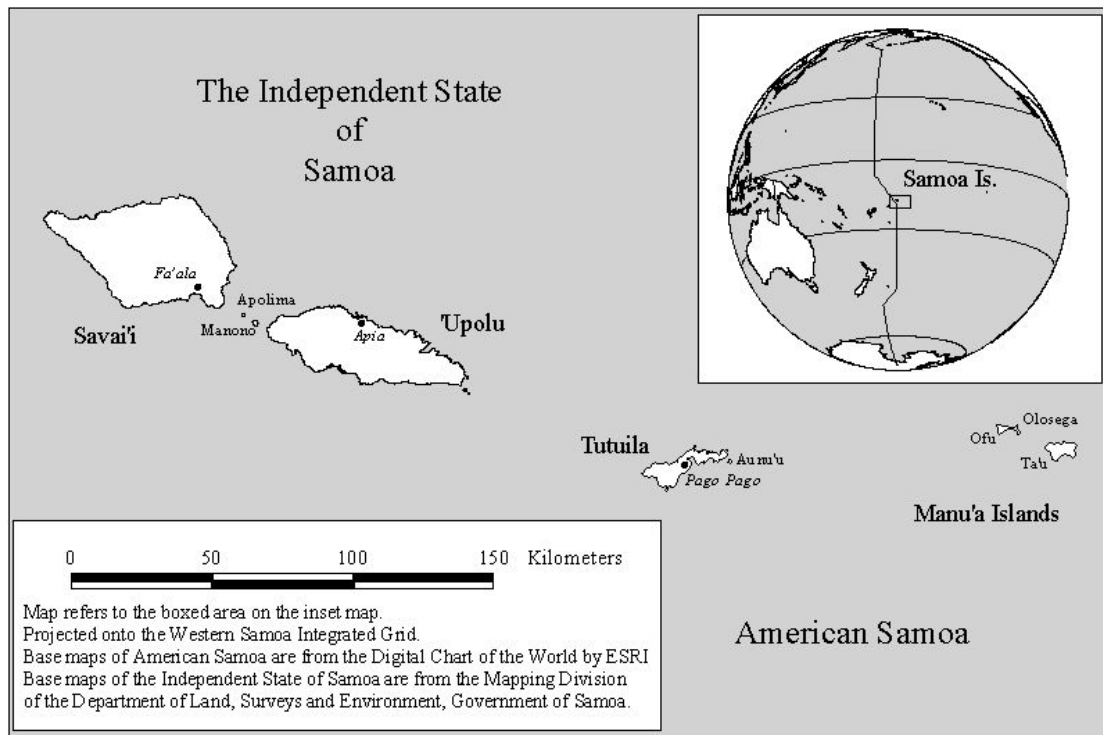 The Independent State
of
Samoa
Samoa Is.
Fa'ala
Apolima
Manono
Savai'i
'Upolu
Apia
Tutuila
Aunu'u
Pago Pago
Olosega
Ofu
Ta'u
Manu'a Islands
American Samoa
0 50 100 150 Kilometers
Map refers to the boxed area on the inset map.
Projected onto the Western Samoa Integrated Grid.
Base maps of American Samoa are from the Digital Chart of the World by ESRI
Base maps of the Independent State of Samoa are from the Mapping Division
of the Department of Land, Surveys and Environment, Government of Samoa.